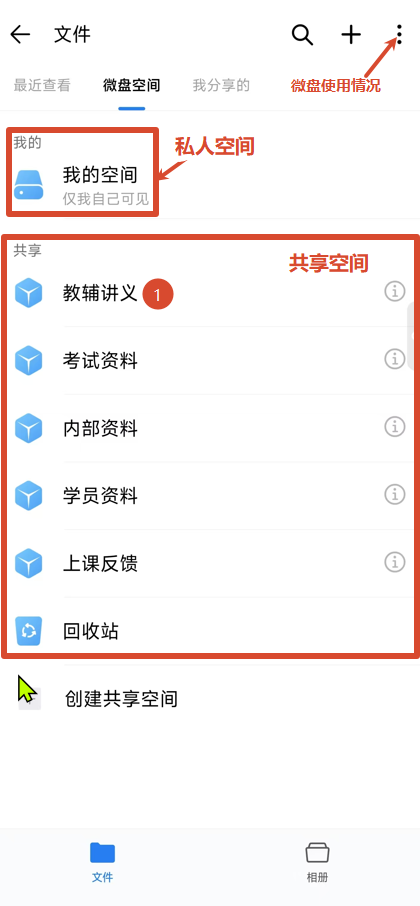 文件
最近查看 微盘空间 我分享的 微盘使用情况
我的
私人空间
我的空间
仅我自己可见
共享
共享空间
教辅讲义 1
考试资料
内部资料
学员资料
上课反馈
回收站
创建共享空间
文件 相册